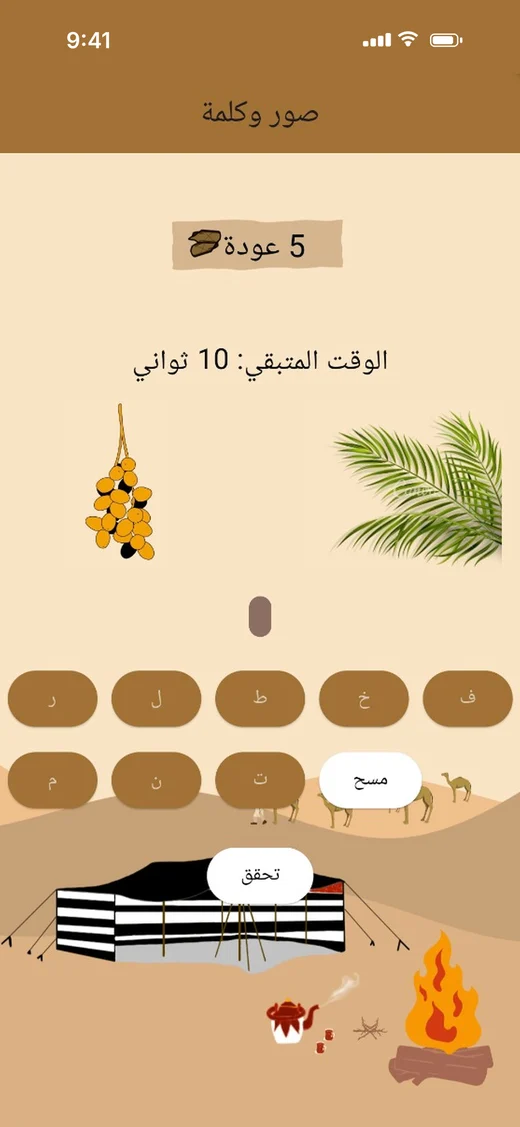 9:41
صور وكلمة
5 عودة
الوقت المتبقي: 10 ثواني
ف خ ط ل ر
مسح ت ن م
تحقق